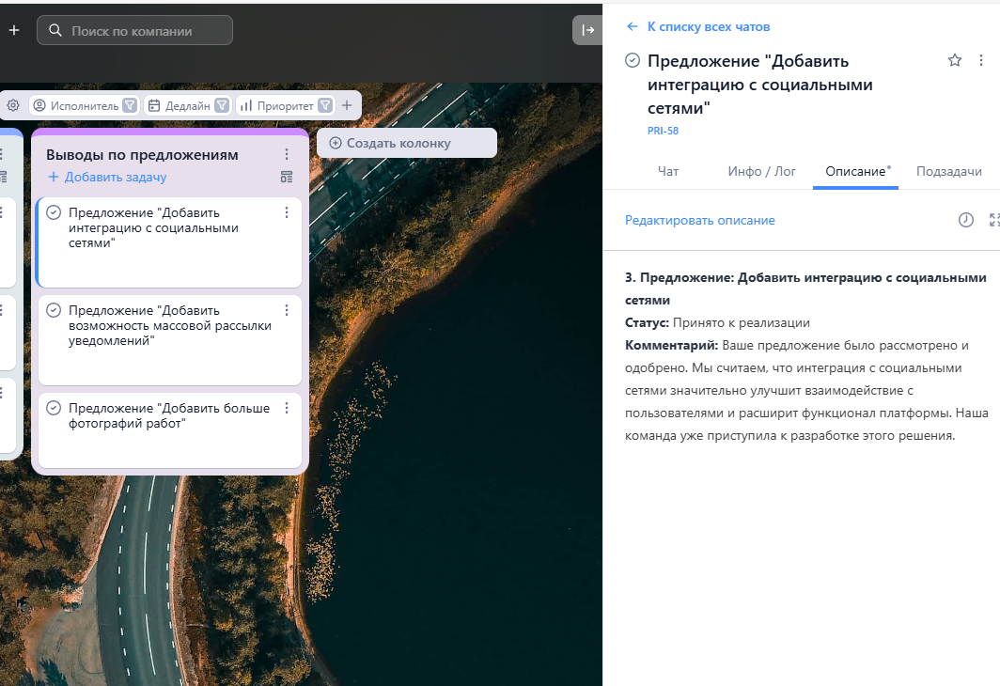 Поиск по компании
Исполнитель
Дедлайн
Приоритет
Выводы по предложениям
Добавить задачу
Предложение "Добавить
интеграцию с социальными
сетями"
Предложение "Добавить
возможность массовой рассылки
уведомлений"
Предложение "Добавить больше
фотографий работ"
Создать колонку
К списку всех чатов
Предложение "Добавить
интеграцию с социальными
сетями"
PRI-58
Чат
Инфо / Лог
Описание
Подзадачи
Редактировать описание
3. Предложение: Добавить интеграцию с социальными
сетями
Статус: Принято к реализации
Комментарий: Ваше предложение было рассмотрено и
одобрено. Мы считаем, что интеграция с социальными
сетями значительно улучшит взаимодействие с
пользователями и расширит функционал платформы. Наша
команда уже приступила к разработке этого решения.